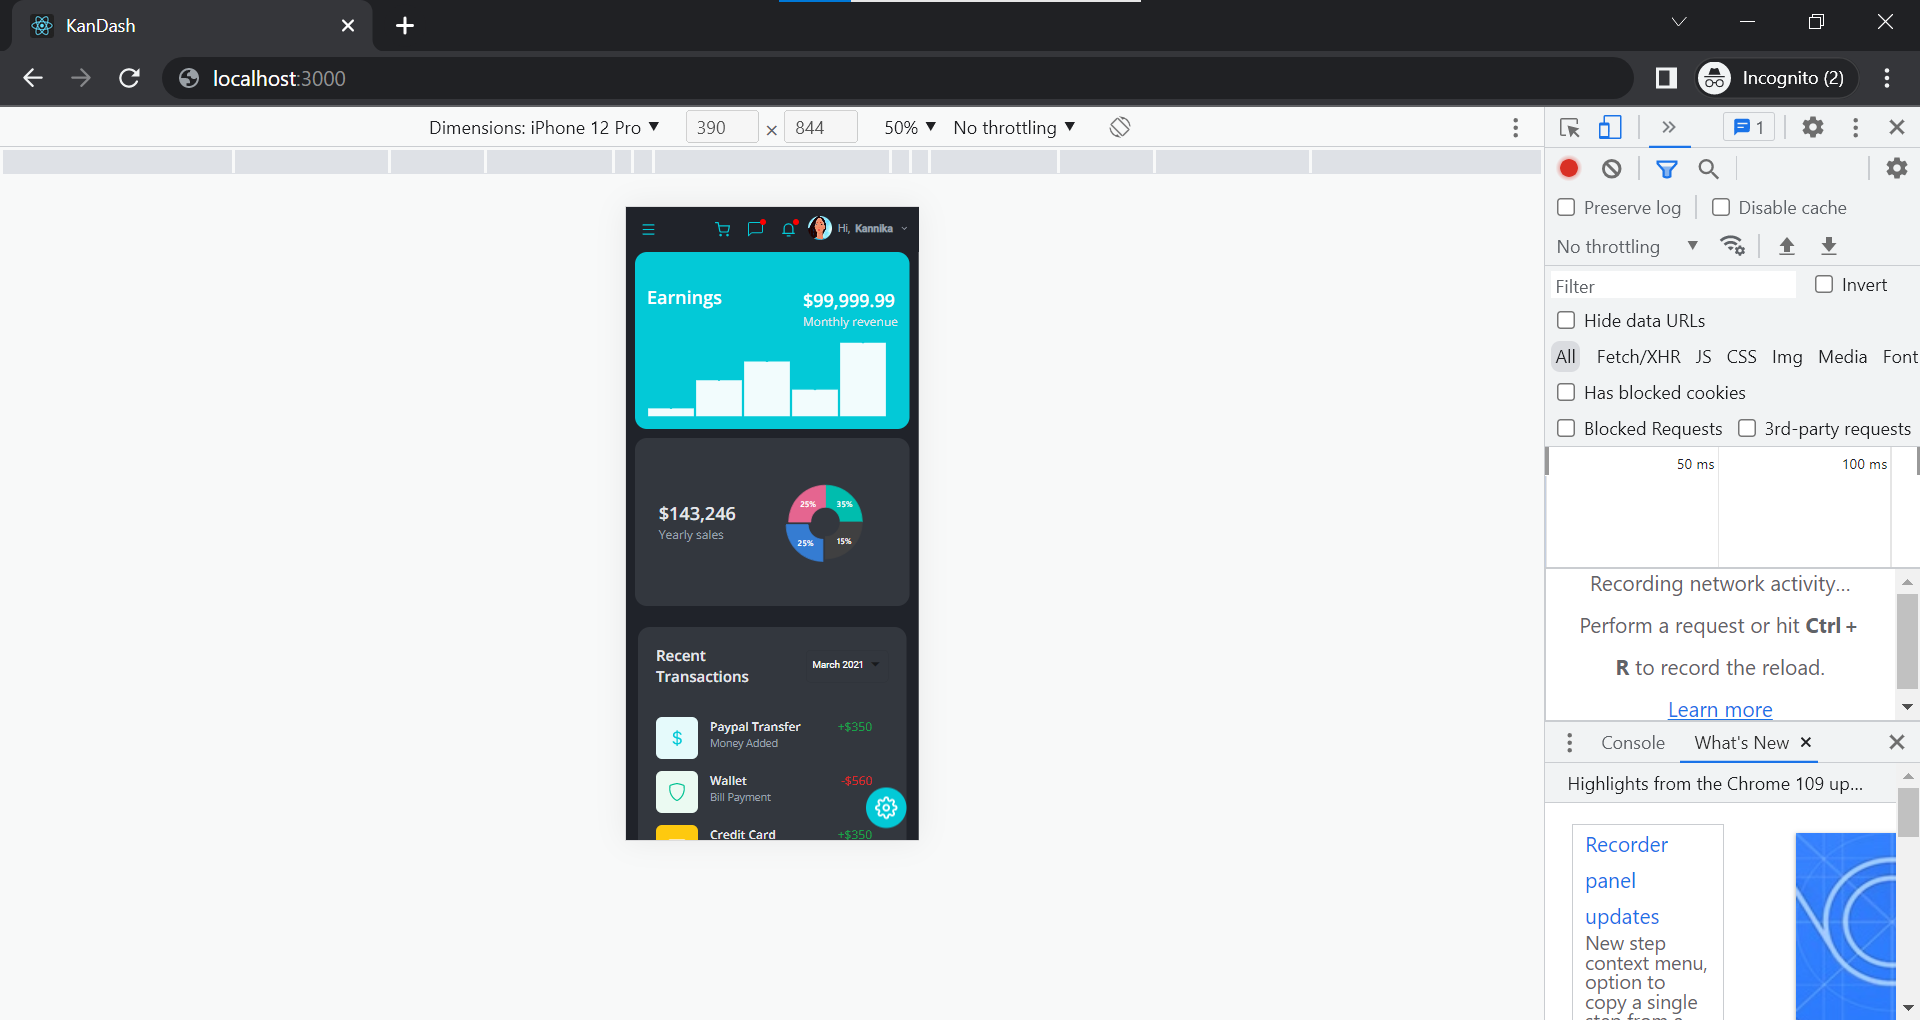 KanDash
localhost:3000
Incognito (2)
Dimensions: iPhone 12 Pro
390 × 844
50%
No throttling
1
Preserve log
Disable cache
No throttling
Filter
Invert
Hide data URLs
All Fetch/XHR JS CSS Img Media Font
Has blocked cookies
Blocked Requests
3rd-party requests
50 ms
100 ms
Recording network activity…
Perform a request or hit Ctrl +
R to record the reload.
Learn more
Console
What's New
Highlights from the Chrome 109 up…
Recorder
panel
updates
New step
context menu,
option to
copy a single
step from a
Hi, Kannika
Earnings
$99,999.99
Monthly revenue
$143,246
Yearly sales
25%
35%
25%
15%
Recent
Transactions
March 2021
Paypal Transfer
+$350
Money Added
Wallet
-$560
Bill Payment
Credit Card
+$350